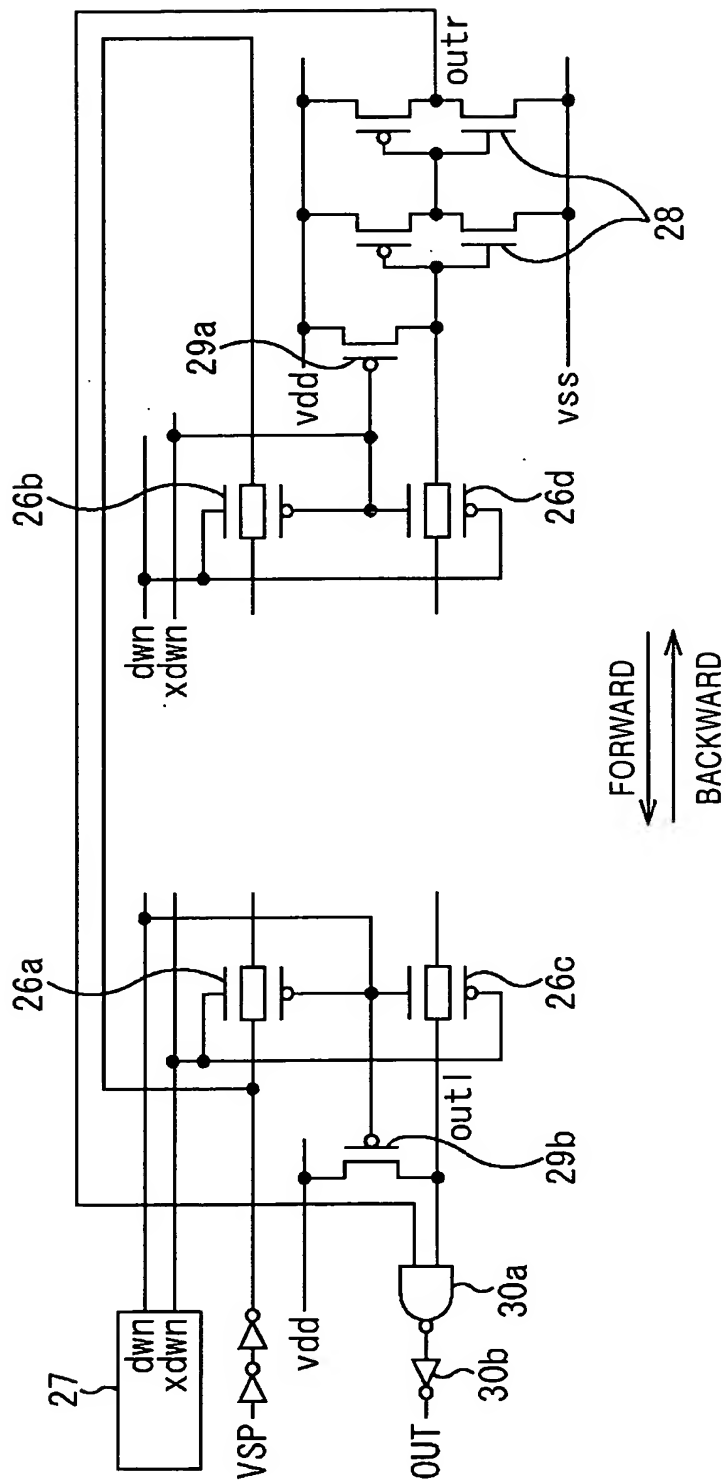 27
dwn
xdwn
VSP
vdd
OUT
30b
30a
29b
outl
26a
26c
FORWARD
BACKWARD
dwn
xdwn
26b
26d
29a
vdd
vss
28
outr